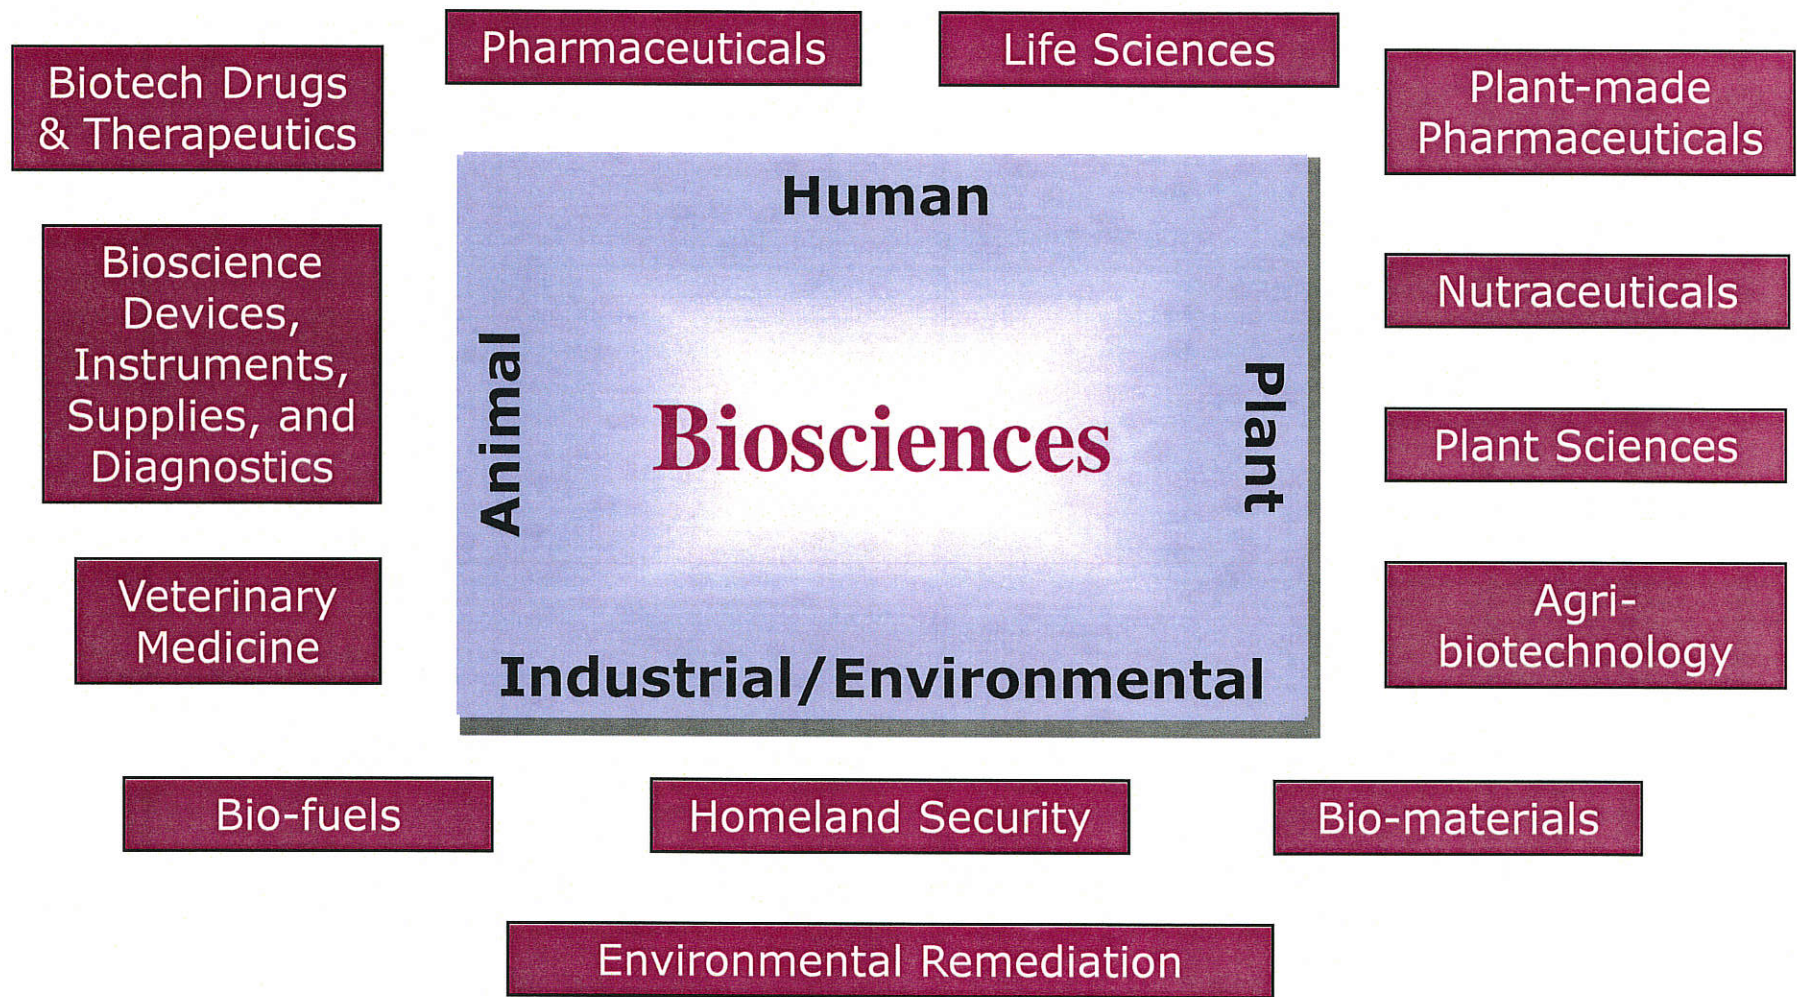 Pharmaceuticals
Life Sciences
Biotech Drugs
& Therapeutics
Plant-made
Pharmaceuticals
Human
Bioscience
Devices,
Instruments,
Supplies, and
Diagnostics
Nutraceuticals
Animal
Biosciences
Plant
Plant Sciences
Veterinary
Medicine
Agri-
biotechnology
Industrial/Environmental
Bio-fuels
Homeland Security
Bio-materials
Environmental Remediation